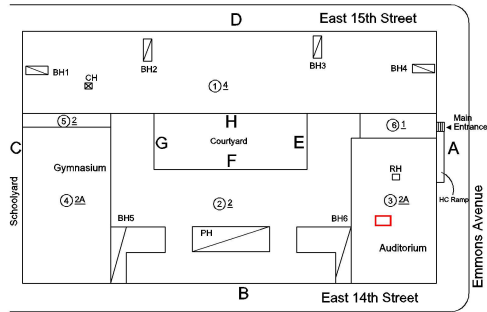 D
East 15th Street
BH1
CH
BH2
BH3
BH4
1 4
5 2
H
6 1
Main
Entrance
C
G
Courtyard
E
A
F
Gymnasium
RH
Schoolyard
4 2A
2 2
3 2A
HC Ramp
BH5
PH
BH6
Auditorium
Emmons Avenue
B
East 14th Street